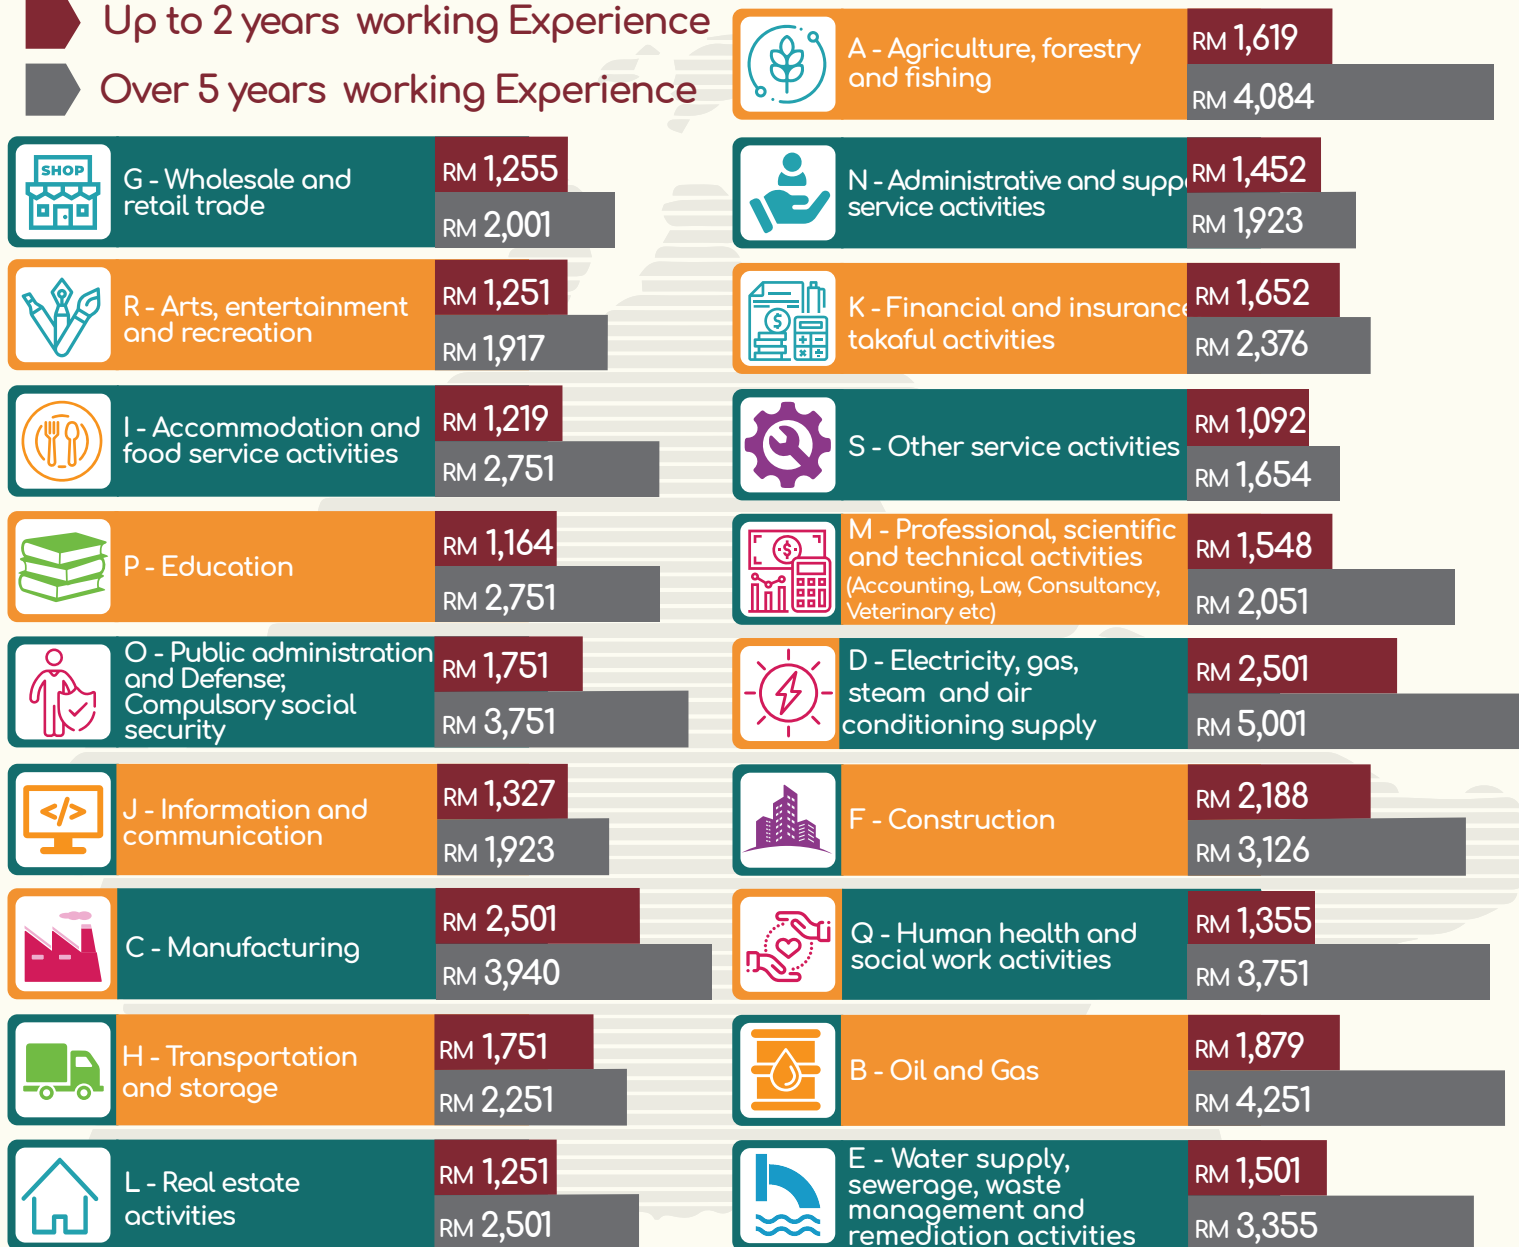 Up to 2 years working Experience
Over 5 years working Experience
A - Agriculture, forestry
and fishing
RM 1,619
RM 4,084
SHOP
G - Wholesale and
retail trade
RM 1,255
RM 2,001
N - Administrative and supp
service activities
RM 1,452
RM 1,923
R - Arts, entertainment
and recreation
RM 1,251
RM 1,917
K - Financial and insurance
takaful activities
RM 1,652
RM 2,376
I - Accommodation and
food service activities
RM 1,219
RM 2,751
S - Other service activities
RM 1,092
RM 1,654
P - Education
RM 1,164
RM 2,751
M - Professional, scientific
and technical activities
(Accounting, Law, Consultancy,
Veterinary etc)
RM 1,548
RM 2,051
O - Public administration
and Defense;
Compulsory social
security
RM 1,751
RM 3,751
D - Electricity, gas,
steam and air
conditioning supply
RM 2,501
RM 5,001
</>
J - Information and
communication
RM 1,327
RM 1,923
F - Construction
RM 2,188
RM 3,126
C - Manufacturing
RM 2,501
RM 3,940
Q - Human health and
social work activities
RM 1,355
RM 3,751
H - Transportation
and storage
RM 1,751
RM 2,251
B - Oil and Gas
RM 1,879
RM 4,251
L - Real estate
activities
RM 1,251
RM 2,501
E - Water supply,
sewerage, waste
management and
remediation activities
RM 1,501
RM 3,355